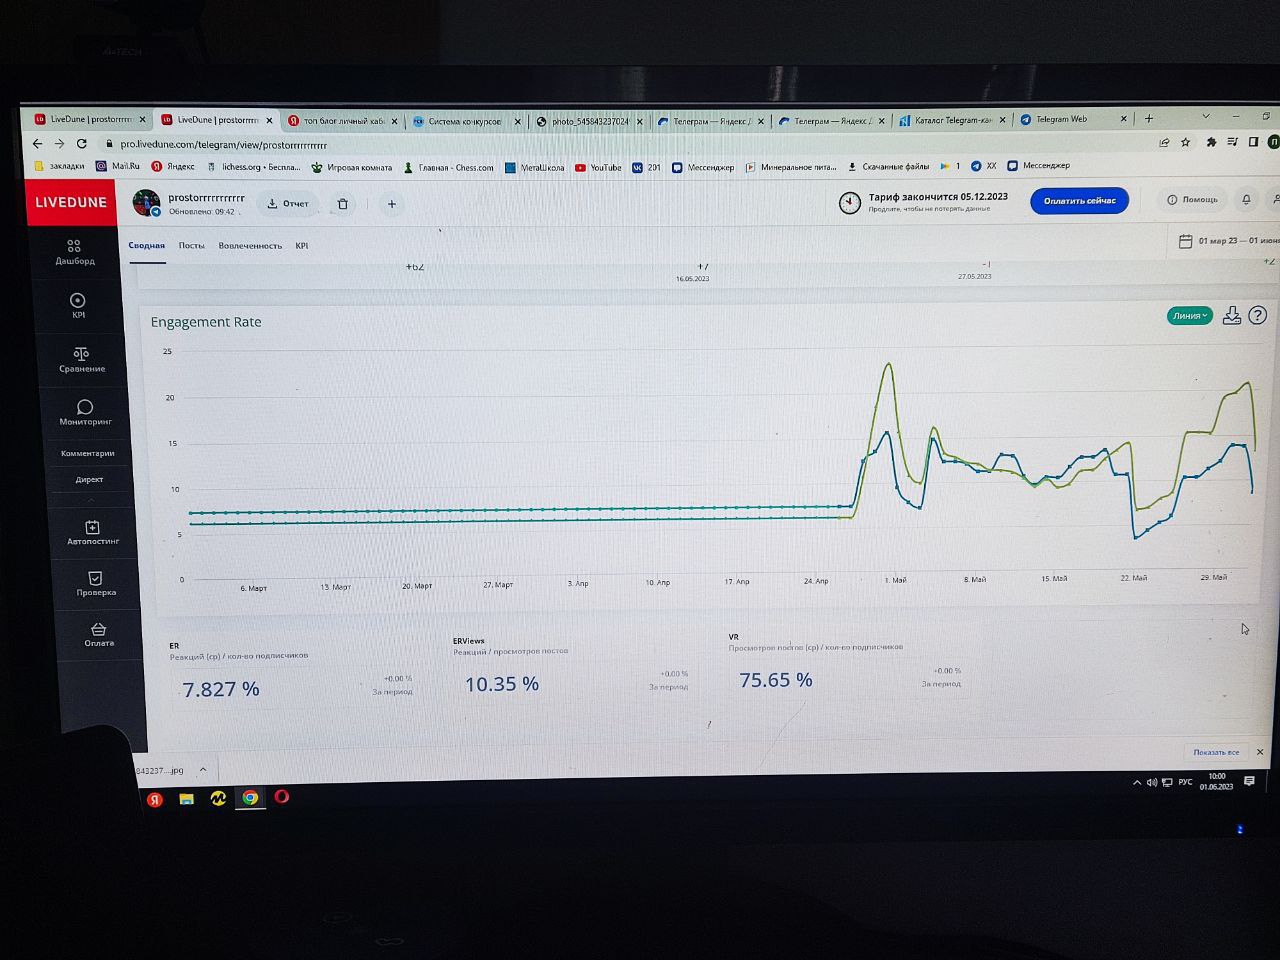 A4TECH
LiveDune | prostorrrrr
LiveDune | prostorrrrr
топ блог личный каб
Система конкурсов
photo_545843237024
Телеграм — Яндекс Д
Телеграм — Яндекс Д
Каталог Telegram-кан
Telegram Web
pro.livedune.com/telegram/view/prostorrrrrrrrrrr
закладки
Mail.Ru
Яндекс
lichess.org • Беспла...
Игровая комната
Главная - Chess.com
МетаШкола
YouTube
201
Мессенджер
Минеральное пита...
Скачанные файлы
1
XX
Мессенджер
LIVEDUNE
prostorrrrrrrrrrr
Обновлено: 09:42
Отчет
Тариф закончится 05.12.2023
Продлите, чтобы не потерять данные
Оплатить сейчас
Помощь
Сводная
Посты
Вовлеченность
KPI
01 мар 23 — 01 июн
Дашборд
KPI
Сравнение
Мониторинг
Комментарии
Директ
Автопостинг
Проверка
Оплата
+62
+7
16.05.2023
-1
27.05.2023
+2
Engagement Rate
Линия
25
20
15
10
5
0
6. Март
13. Март
20. Март
27. Март
3. Апр
10. Апр
17. Апр
24. Апр
1. Май
8. Май
15. Май
22. Май
29. Май
ER
Реакций (ср) / кол-во подписчиков
7.827 %
+0.00 %
За период
ERViews
Реакций / просмотров постов
10.35 %
+0.00 %
За период
VR
Просмотров постов (ср) / кол-во подписчиков
75.65 %
+0.00 %
За период
843237....jpg
Показать все
РУС
10:00
01.06.2023